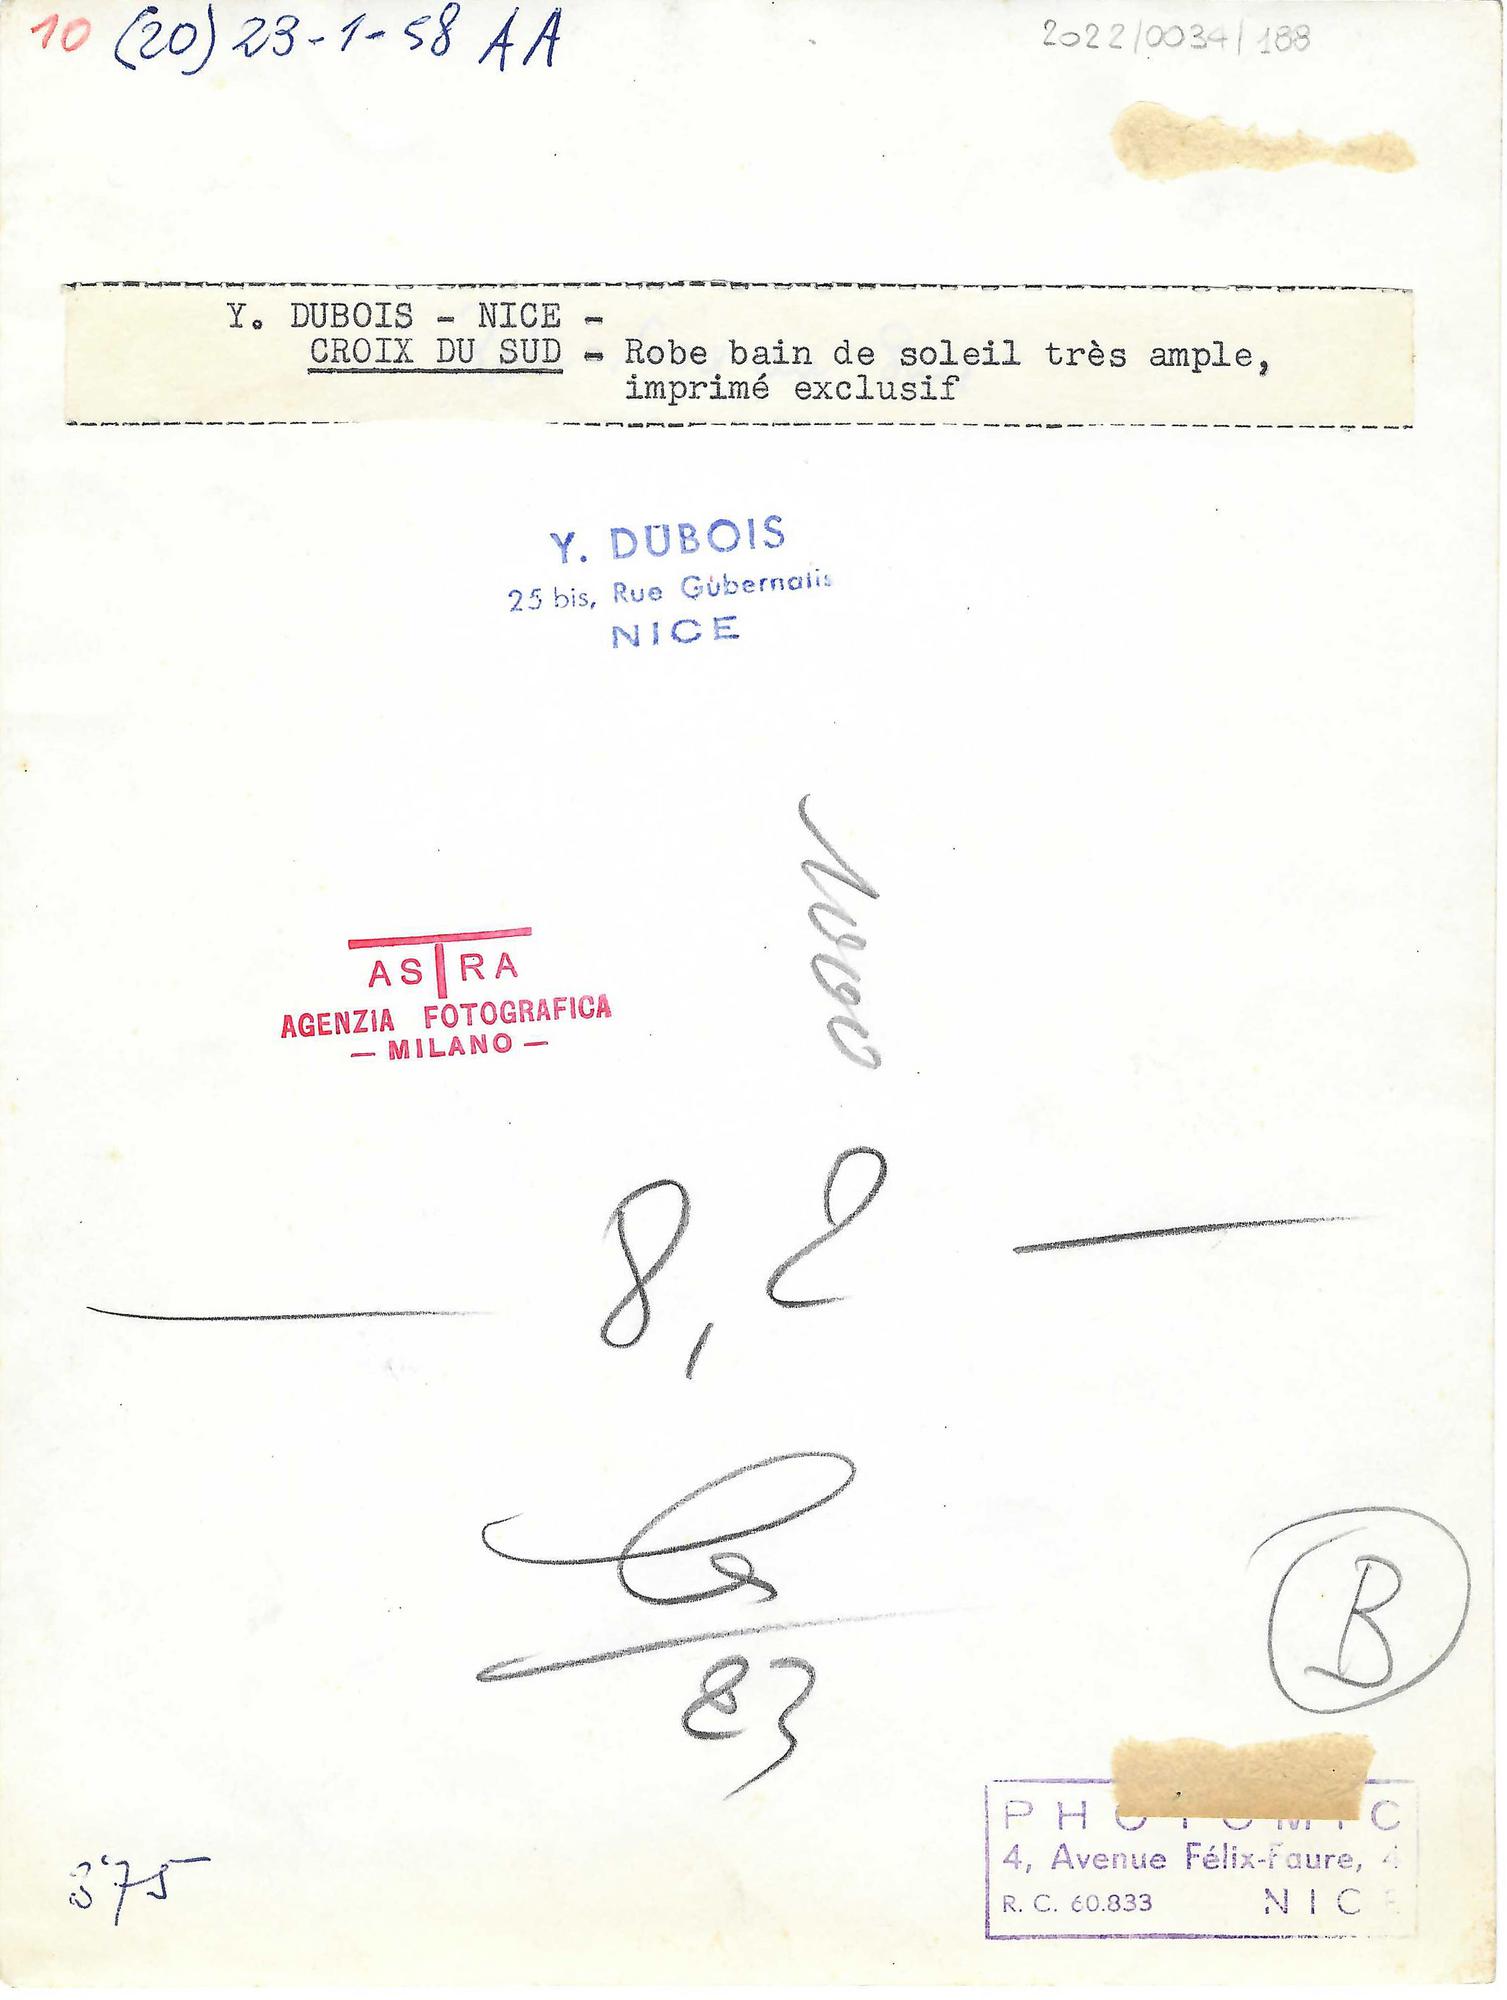 10 (20) 23-1-58 AA
2022/0034/188
Y. DUBOIS - NICE -
CROIX DU SUD - Robe bain de soleil très ample,
imprimé exclusif
Y. DUBOIS
25 bis, Rue Gubernatis
NICE
ASTRA
AGENZIA FOTOGRAFICA
— MILANO —
8,2
83
B
375
PHOTOMIC
4, Avenue Félix-Faure, 4
R. C. 60.833 NICE